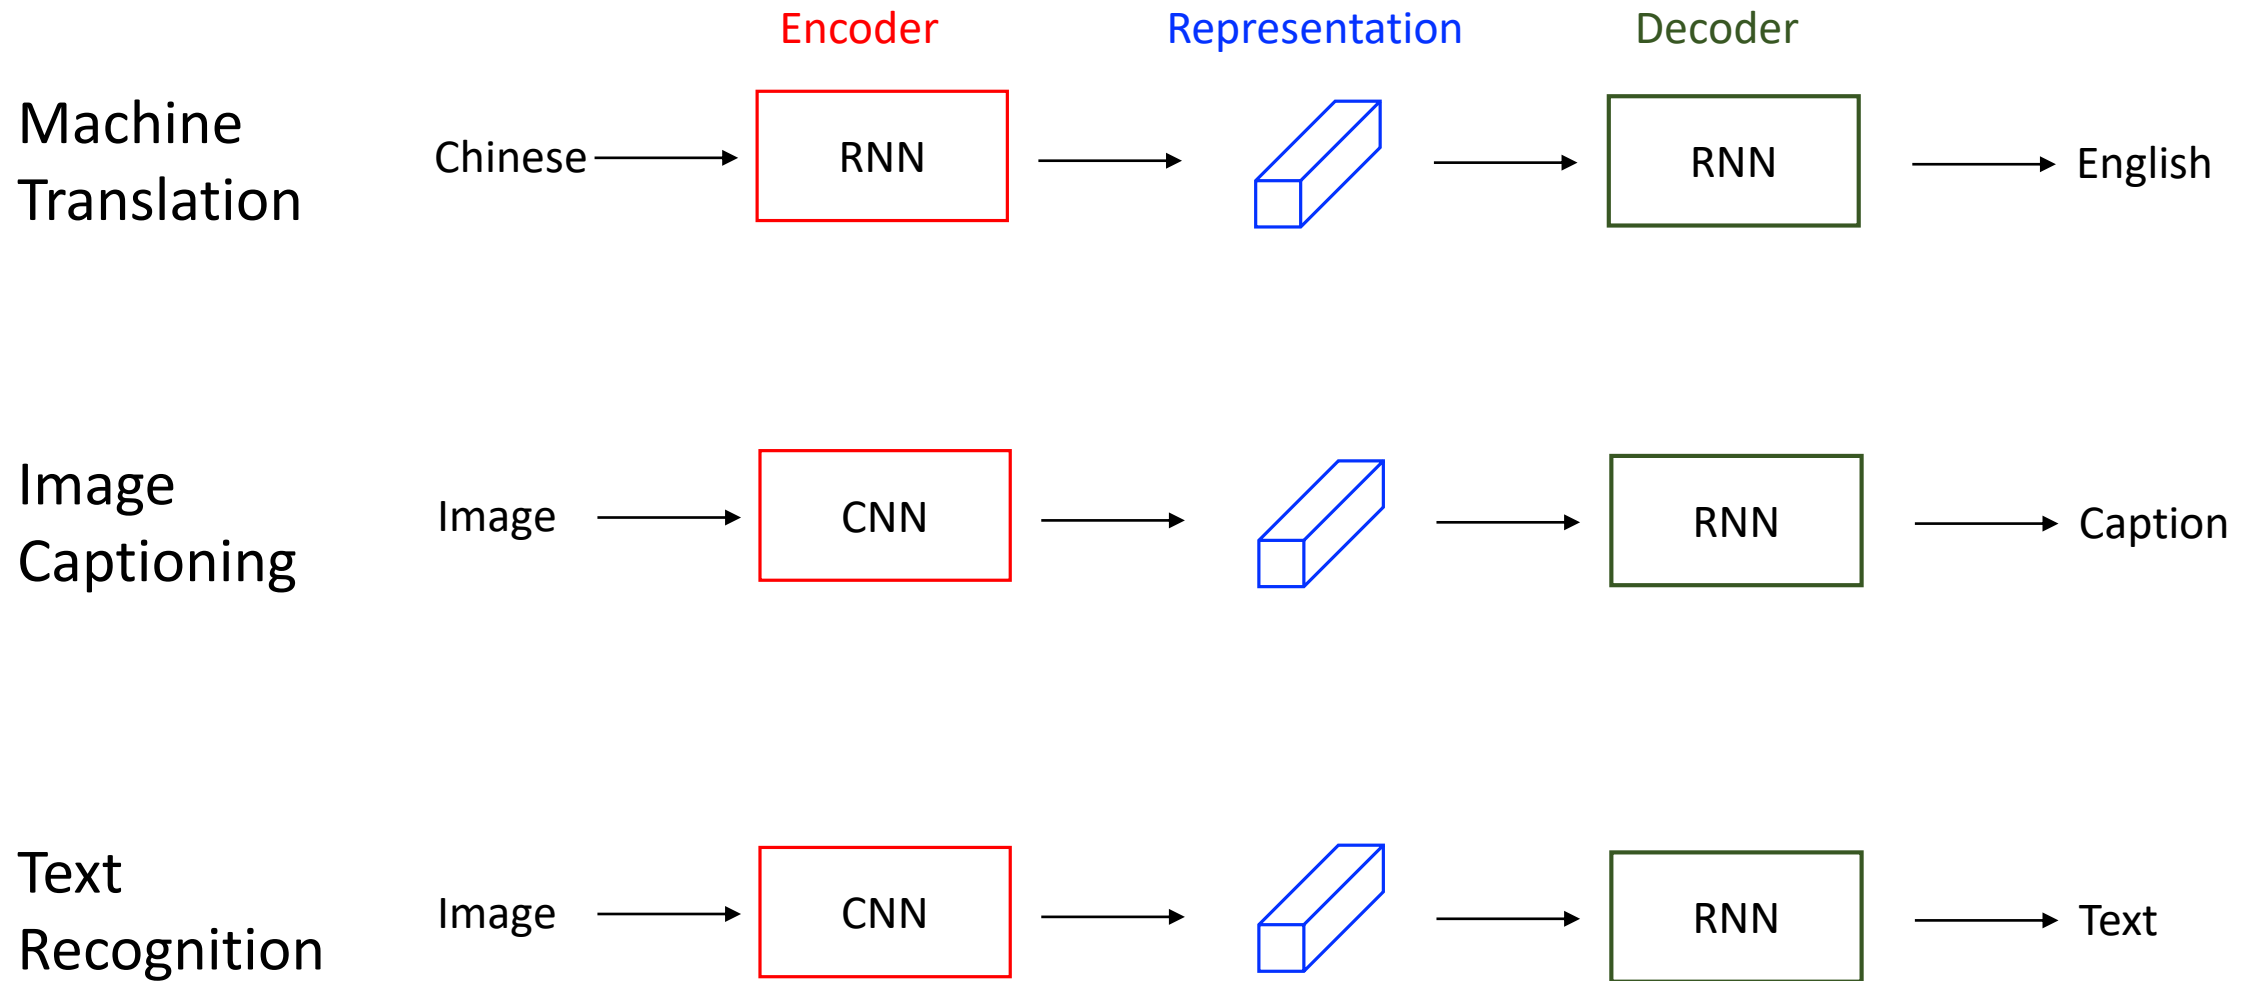 Encoder Representation Decoder
Machine
Translation
Chinese RNN RNN English
Image
Captioning
Image CNN RNN Caption
Text
Recognition
Image CNN RNN Text